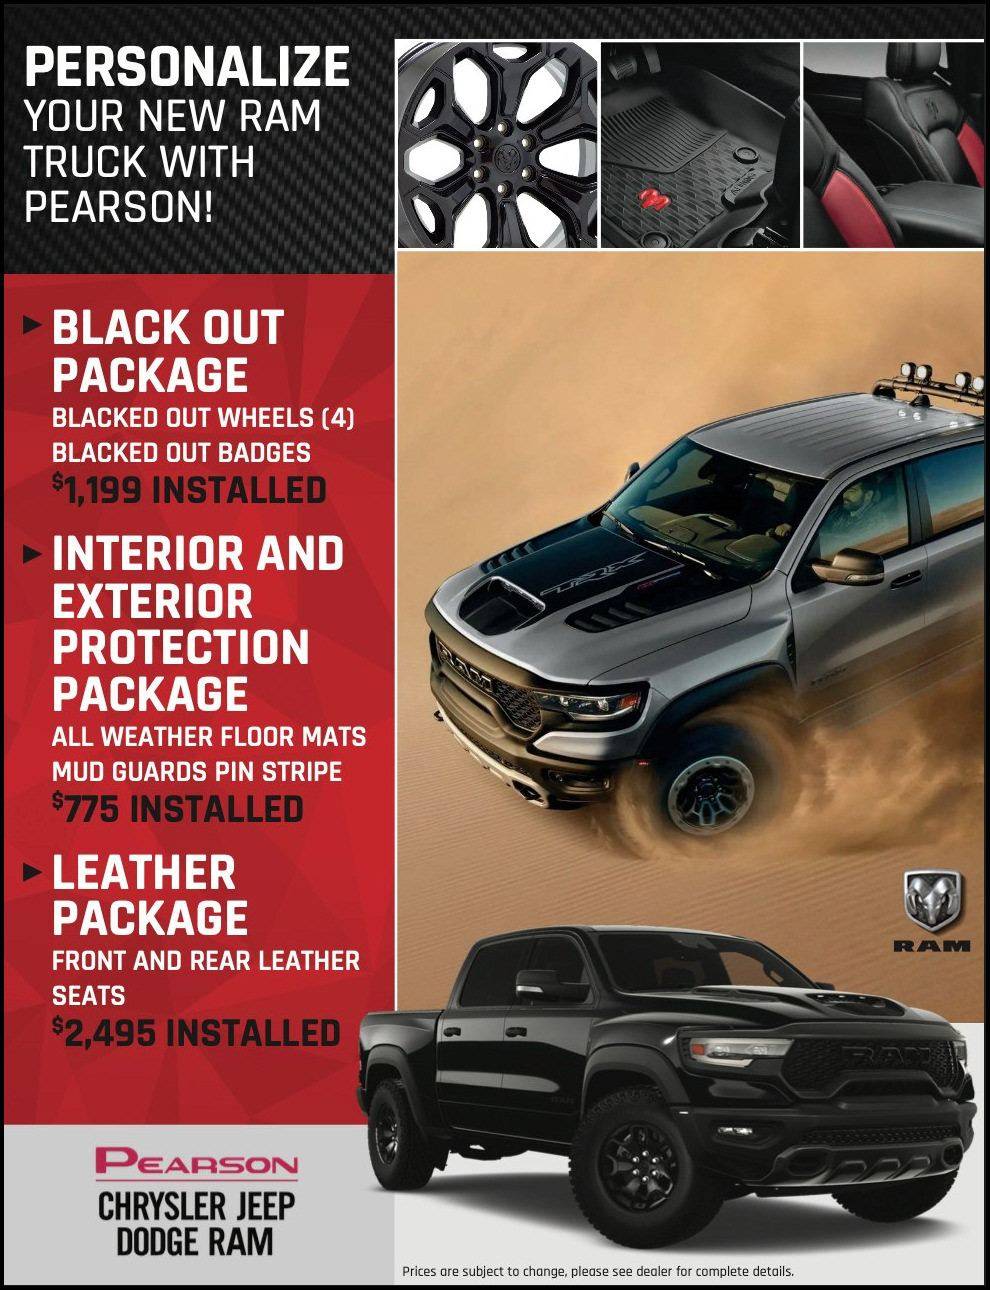 PERSONALIZE
YOUR NEW RAM
TRUCK WITH
PEARSON!
▶ BLACK OUT
PACKAGE
BLACKED OUT WHEELS (4)
BLACKED OUT BADGES
$1,199 INSTALLED
▶ INTERIOR AND
EXTERIOR
PROTECTION
PACKAGE
ALL WEATHER FLOOR MATS
MUD GUARDS PIN STRIPE
$775 INSTALLED
▶ LEATHER
PACKAGE
FRONT AND REAR LEATHER
SEATS
$2,495 INSTALLED
PEARSON
CHRYSLER JEEP
DODGE RAM
TRX
RAM
RAM
RAM
Prices are subject to change, please see dealer for complete details.